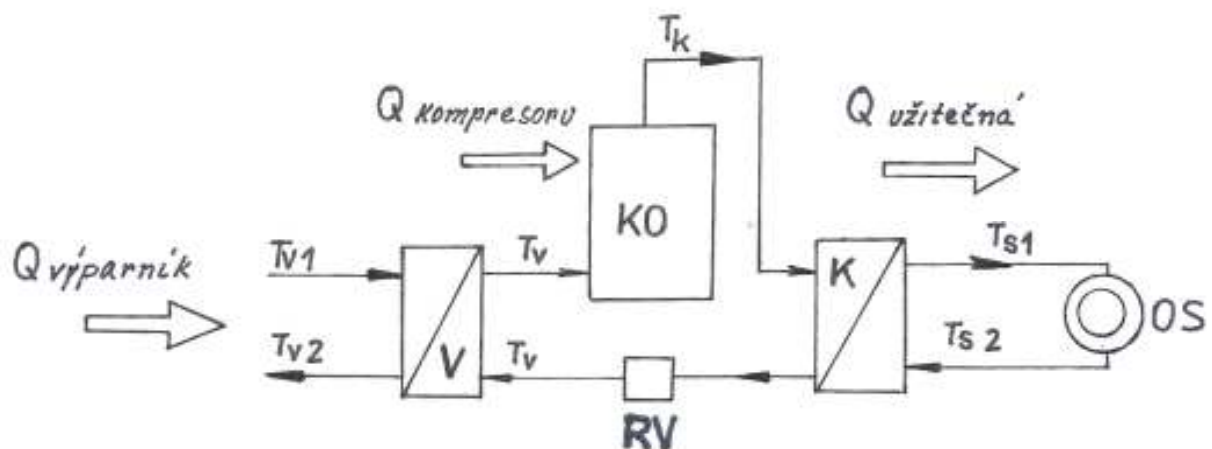 Tk
Q kompresoru
Q užitečná
KO
Q výparník
Tv1
Tv
K
Ts1
OS
Tv2
V
Tv
Ts2
RV